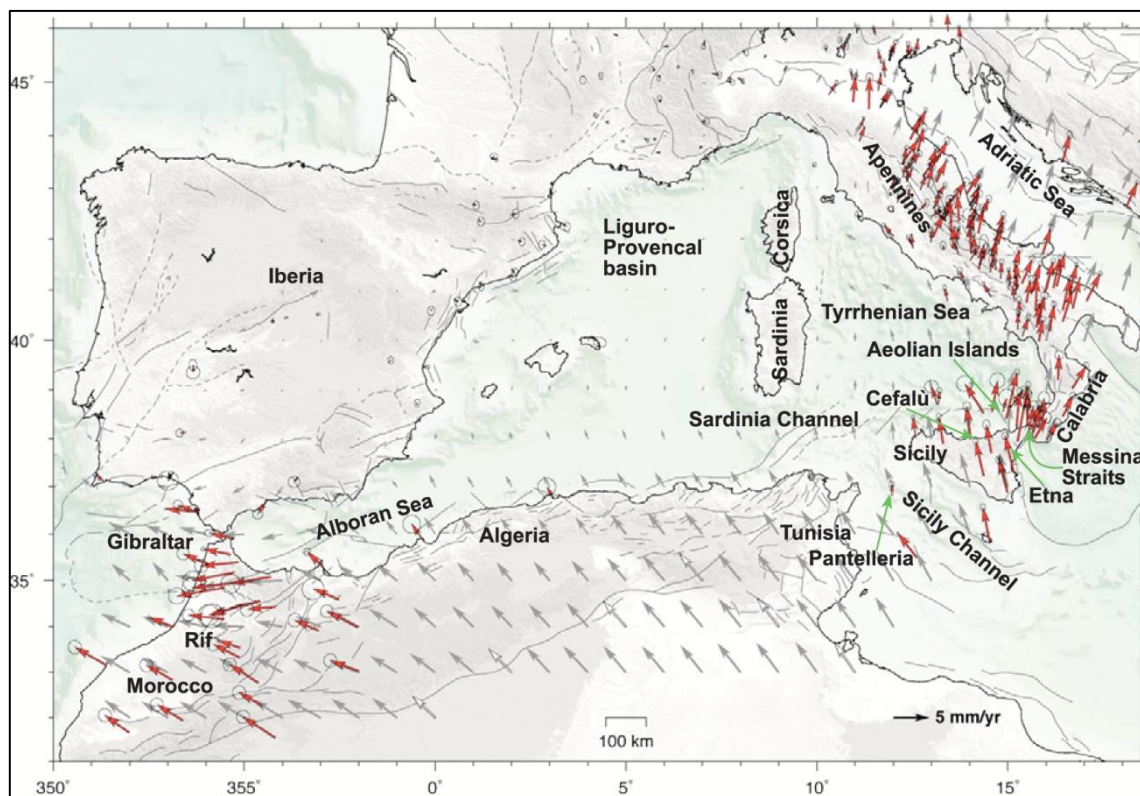 45°
40°
35°
350°
355°
0°
5°
10°
15°
Iberia
Liguro-
Provencal
basin
Corsica
Sardinia
Apennines
Adriatic Sea
Tyrrhenian Sea
Aeolian Islands
Cefalù
Sardinia Channel
Sicily
Calabria
Messina
Straits
Etna
Sicily Channel
Tunisia
Pantelleria
Alboran Sea
Algeria
Gibraltar
Rif
Morocco
100 km
5 mm/yr